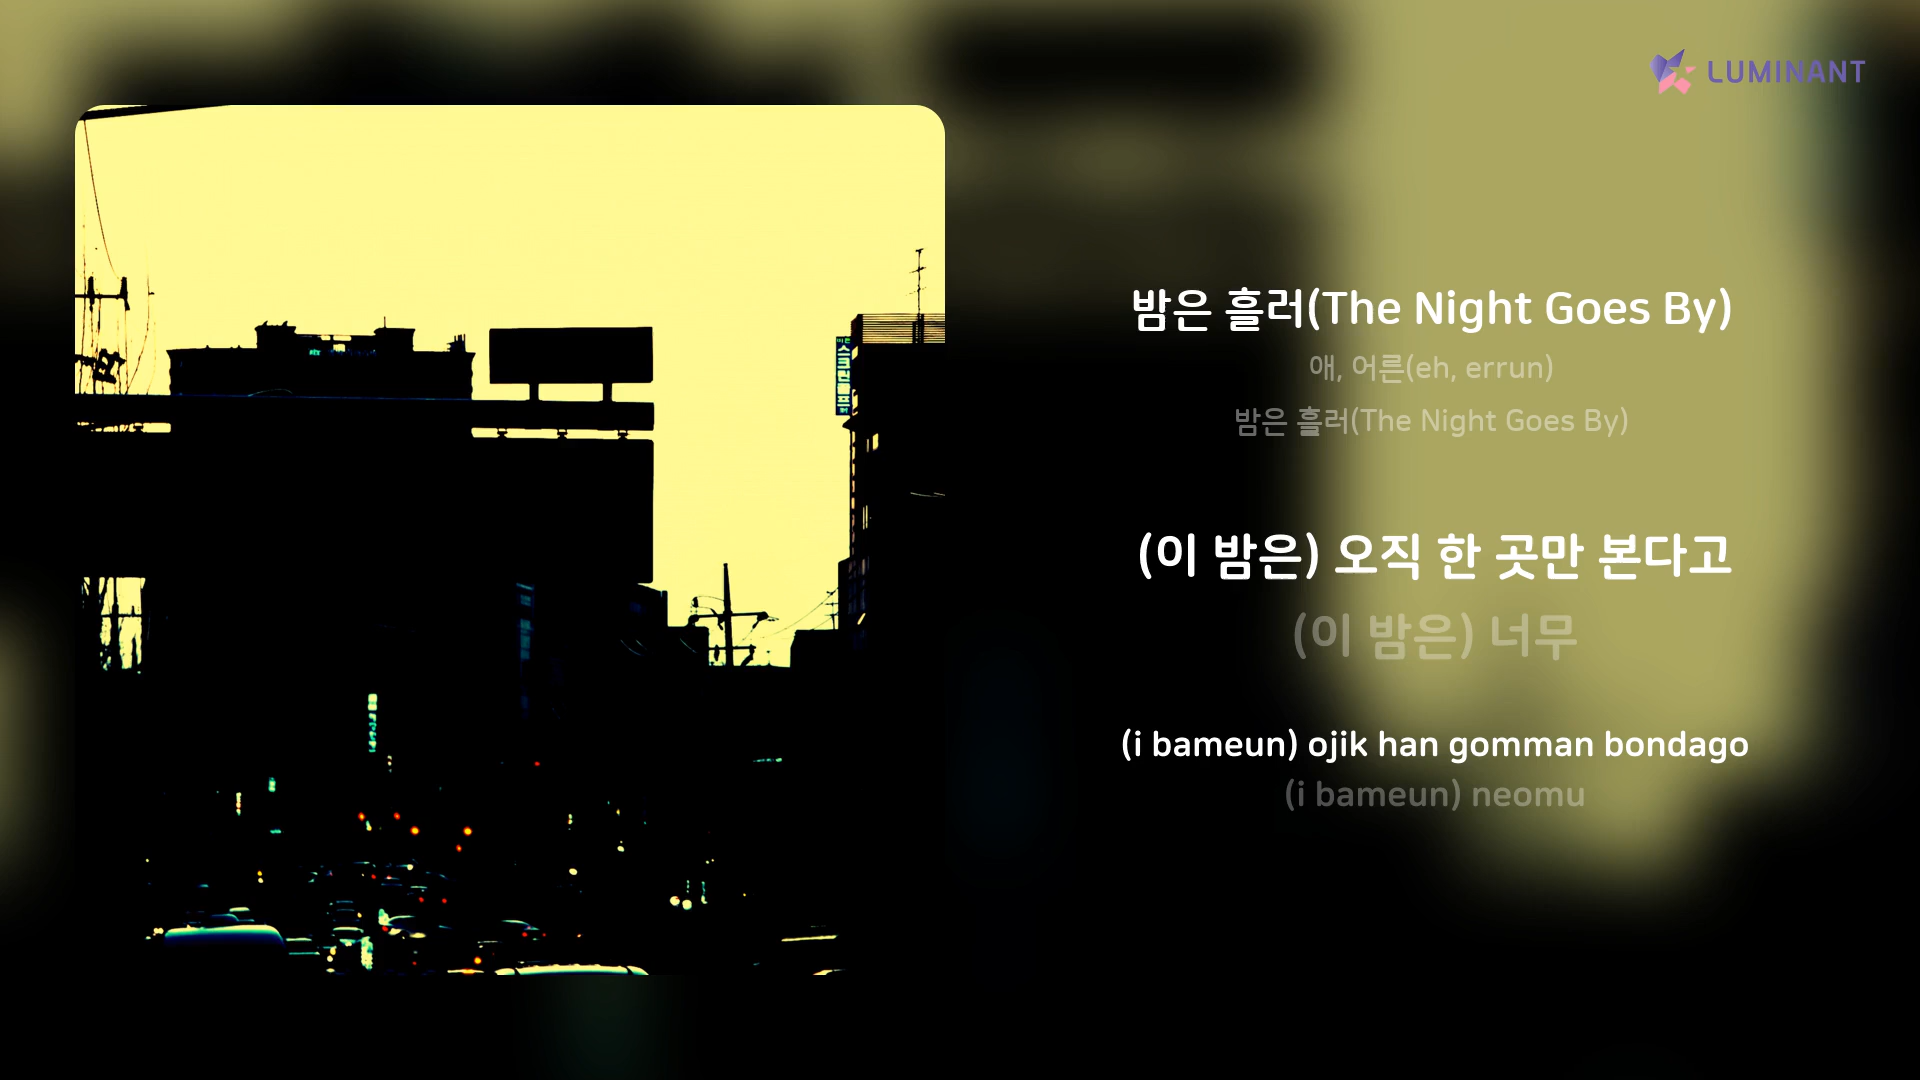 LUMINANT
밤은 흘러(The Night Goes By)
애, 어른(eh, errun)
밤은 흘러(The Night Goes By)
(이 밤은) 오직 한 곳만 본다고
(이 밤은) 너무
(i bameun) ojik han gomman bondago
(i bameun) neomu